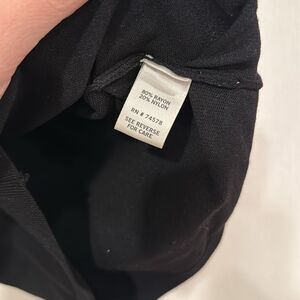 80% RAYON
20% NYLON
RN # 74578
SEE REVERSE
FOR CARE